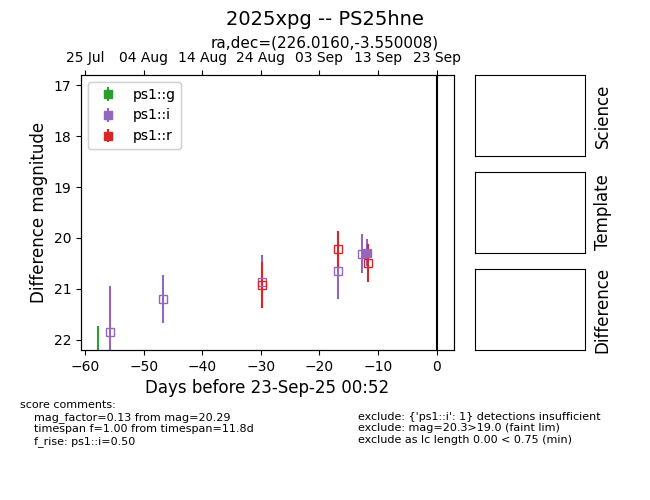 2025xpg -- PS25hne
ra,dec=(226.0160,-3.550008)
25 Jul 04 Aug 14 Aug 24 Aug 03 Sep 13 Sep 23 Sep
ps1::g
ps1::i
ps1::r
17
18
19
20
21
22
Difference magnitude
−60 −50 −40 −30 −20 −10 0
Days before 23-Sep-25 00:52
Science
Template
Difference
score comments:
mag_factor=0.13 from mag=20.29
timespan f=1.00 from timespan=11.8d
f_rise: ps1::i=0.50
exclude: {'ps1::i': 1} detections insufficient
exclude: mag=20.3>19.0 (faint lim)
exclude as lc length 0.00 < 0.75 (min)